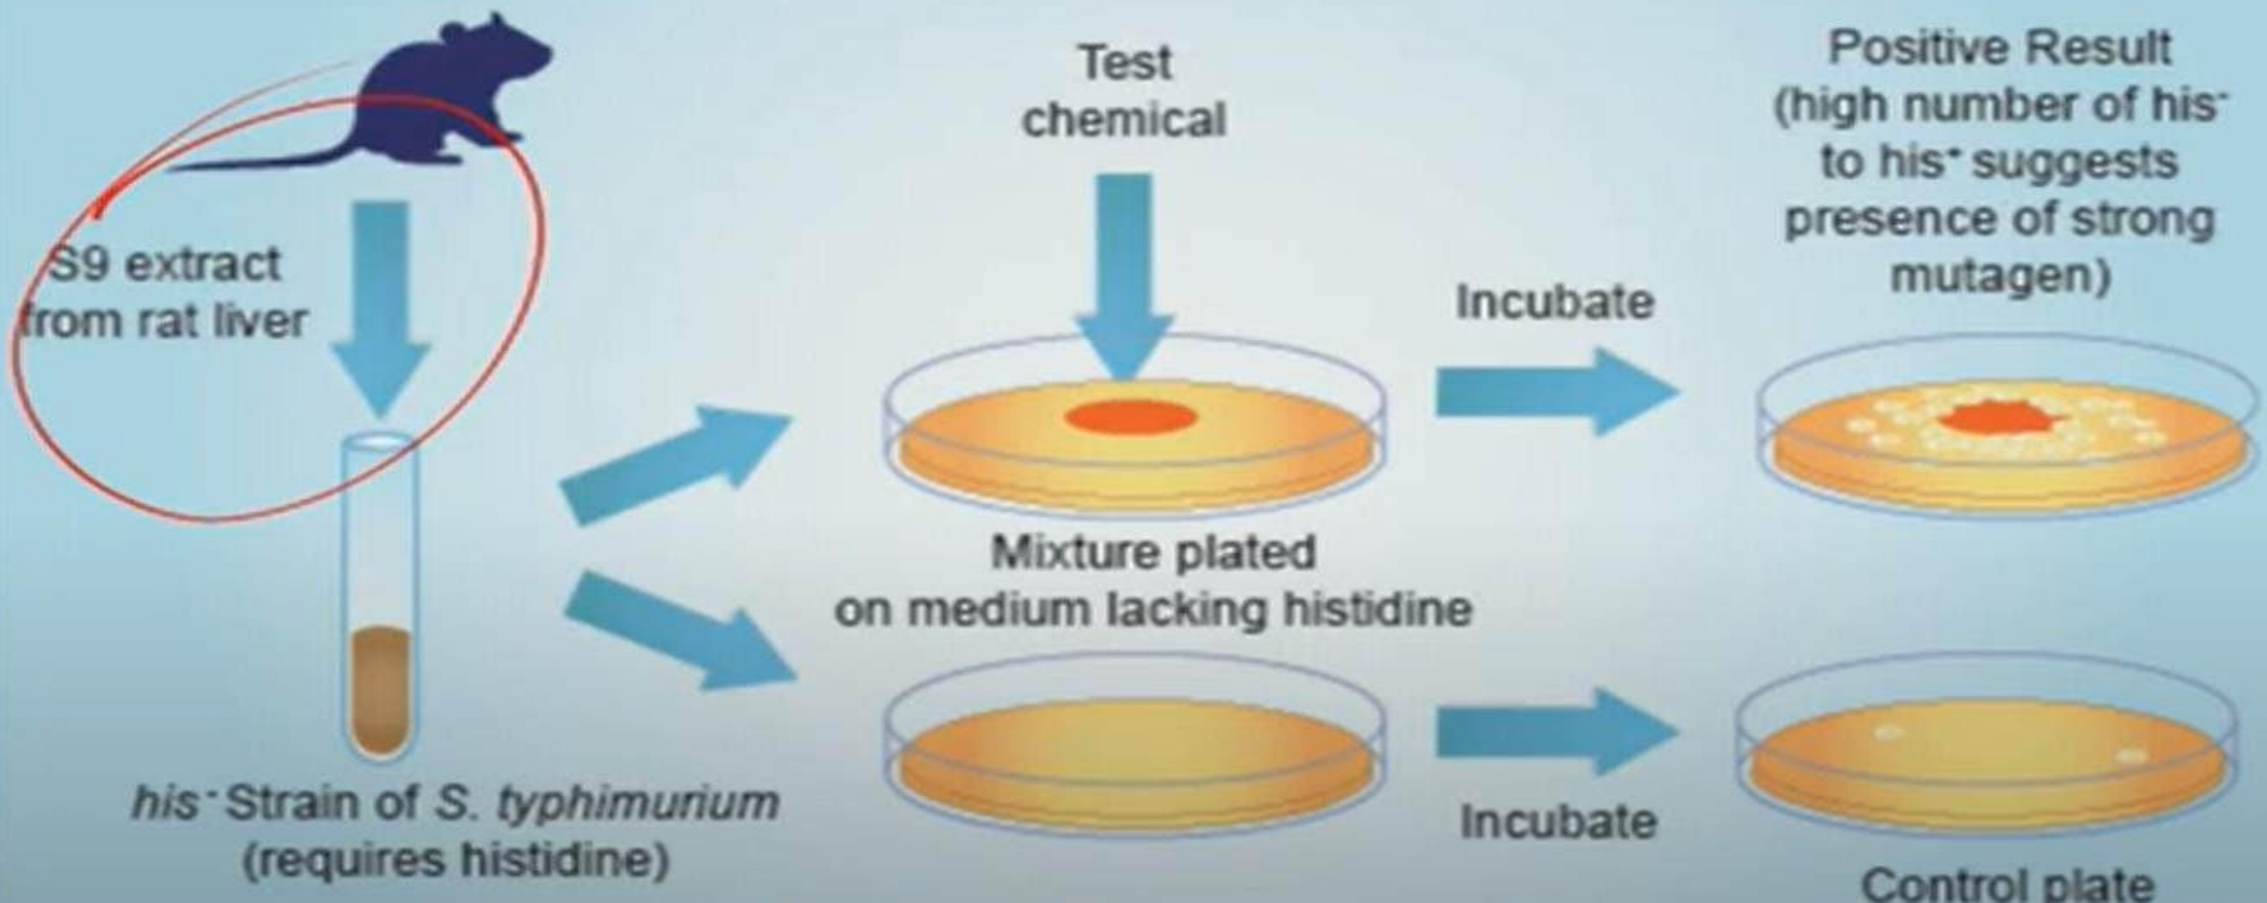 S9 extract
from rat liver
his⁻ Strain of S. typhimurium
(requires histidine)
Test
chemical
Mixture plated
on medium lacking histidine
Incubate
Incubate
Positive Result
(high number of his⁻
to his⁺ suggests
presence of strong
mutagen)
Control plate